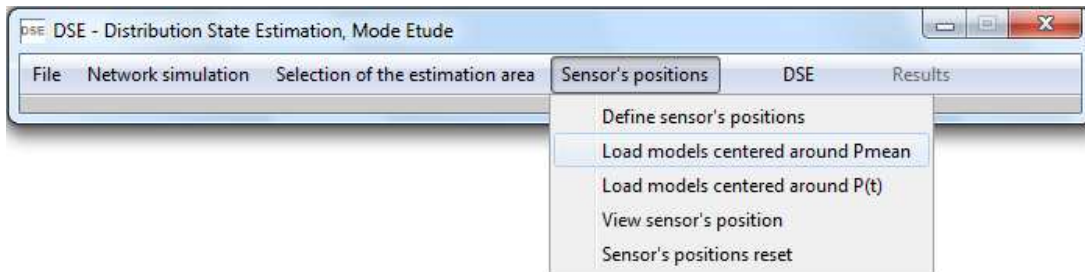 DSE DSE - Distribution State Estimation, Mode Etude
File Network simulation Selection of the estimation area Sensor's positions DSE Results
Define sensor's positions
Load models centered around Pmean
Load models centered around P(t)
View sensor's position
Sensor's positions reset